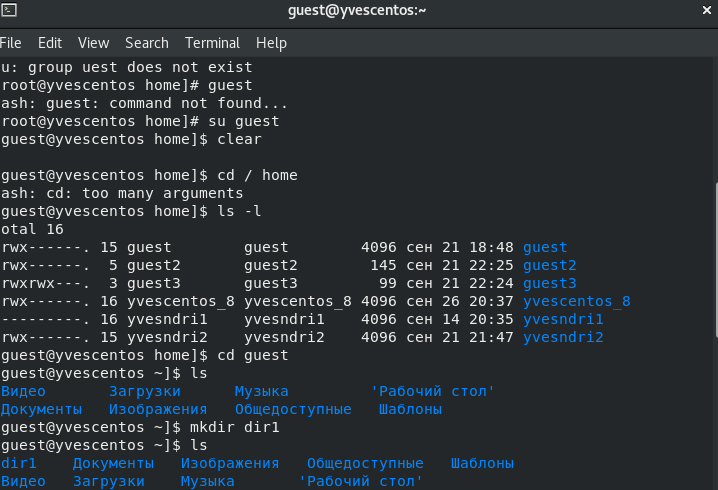 guest@yvescentos:~
File Edit View Search Terminal Help
u: group uest does not exist
root@yvescentos home]# guest
ash: guest: command not found...
root@yvescentos home]# su guest
guest@yvescentos home]$ clear
guest@yvescentos home]$ cd / home
ash: cd: too many arguments
guest@yvescentos home]$ ls -l
otal 16
rwx------. 15 guest        guest        4096 сен 21 18:48 guest
rwx------.  5 guest2       guest2        145 сен 21 22:25 guest2
rwxrwx---.  3 guest3       guest3         99 сен 21 22:24 guest3
rwx------. 16 yvescentos_8 yvescentos_8 4096 сен 26 20:37 yvescentos_8
---------. 16 yvesndri1    yvesndri1    4096 сен 14 20:35 yvesndri1
rwx------. 15 yvesndri2    yvesndri2    4096 сен 21 21:47 yvesndri2
guest@yvescentos home]$ cd guest
guest@yvescentos ~]$ ls
Видео       Загрузки      Музыка         'Рабочий стол'
Документы   Изображения   Общедоступные   Шаблоны
guest@yvescentos ~]$ mkdir dir1
guest@yvescentos ~]$ ls
dir1    Документы   Изображения   Общедоступные   Шаблоны
Видео   Загрузки    Музыка       'Рабочий стол'